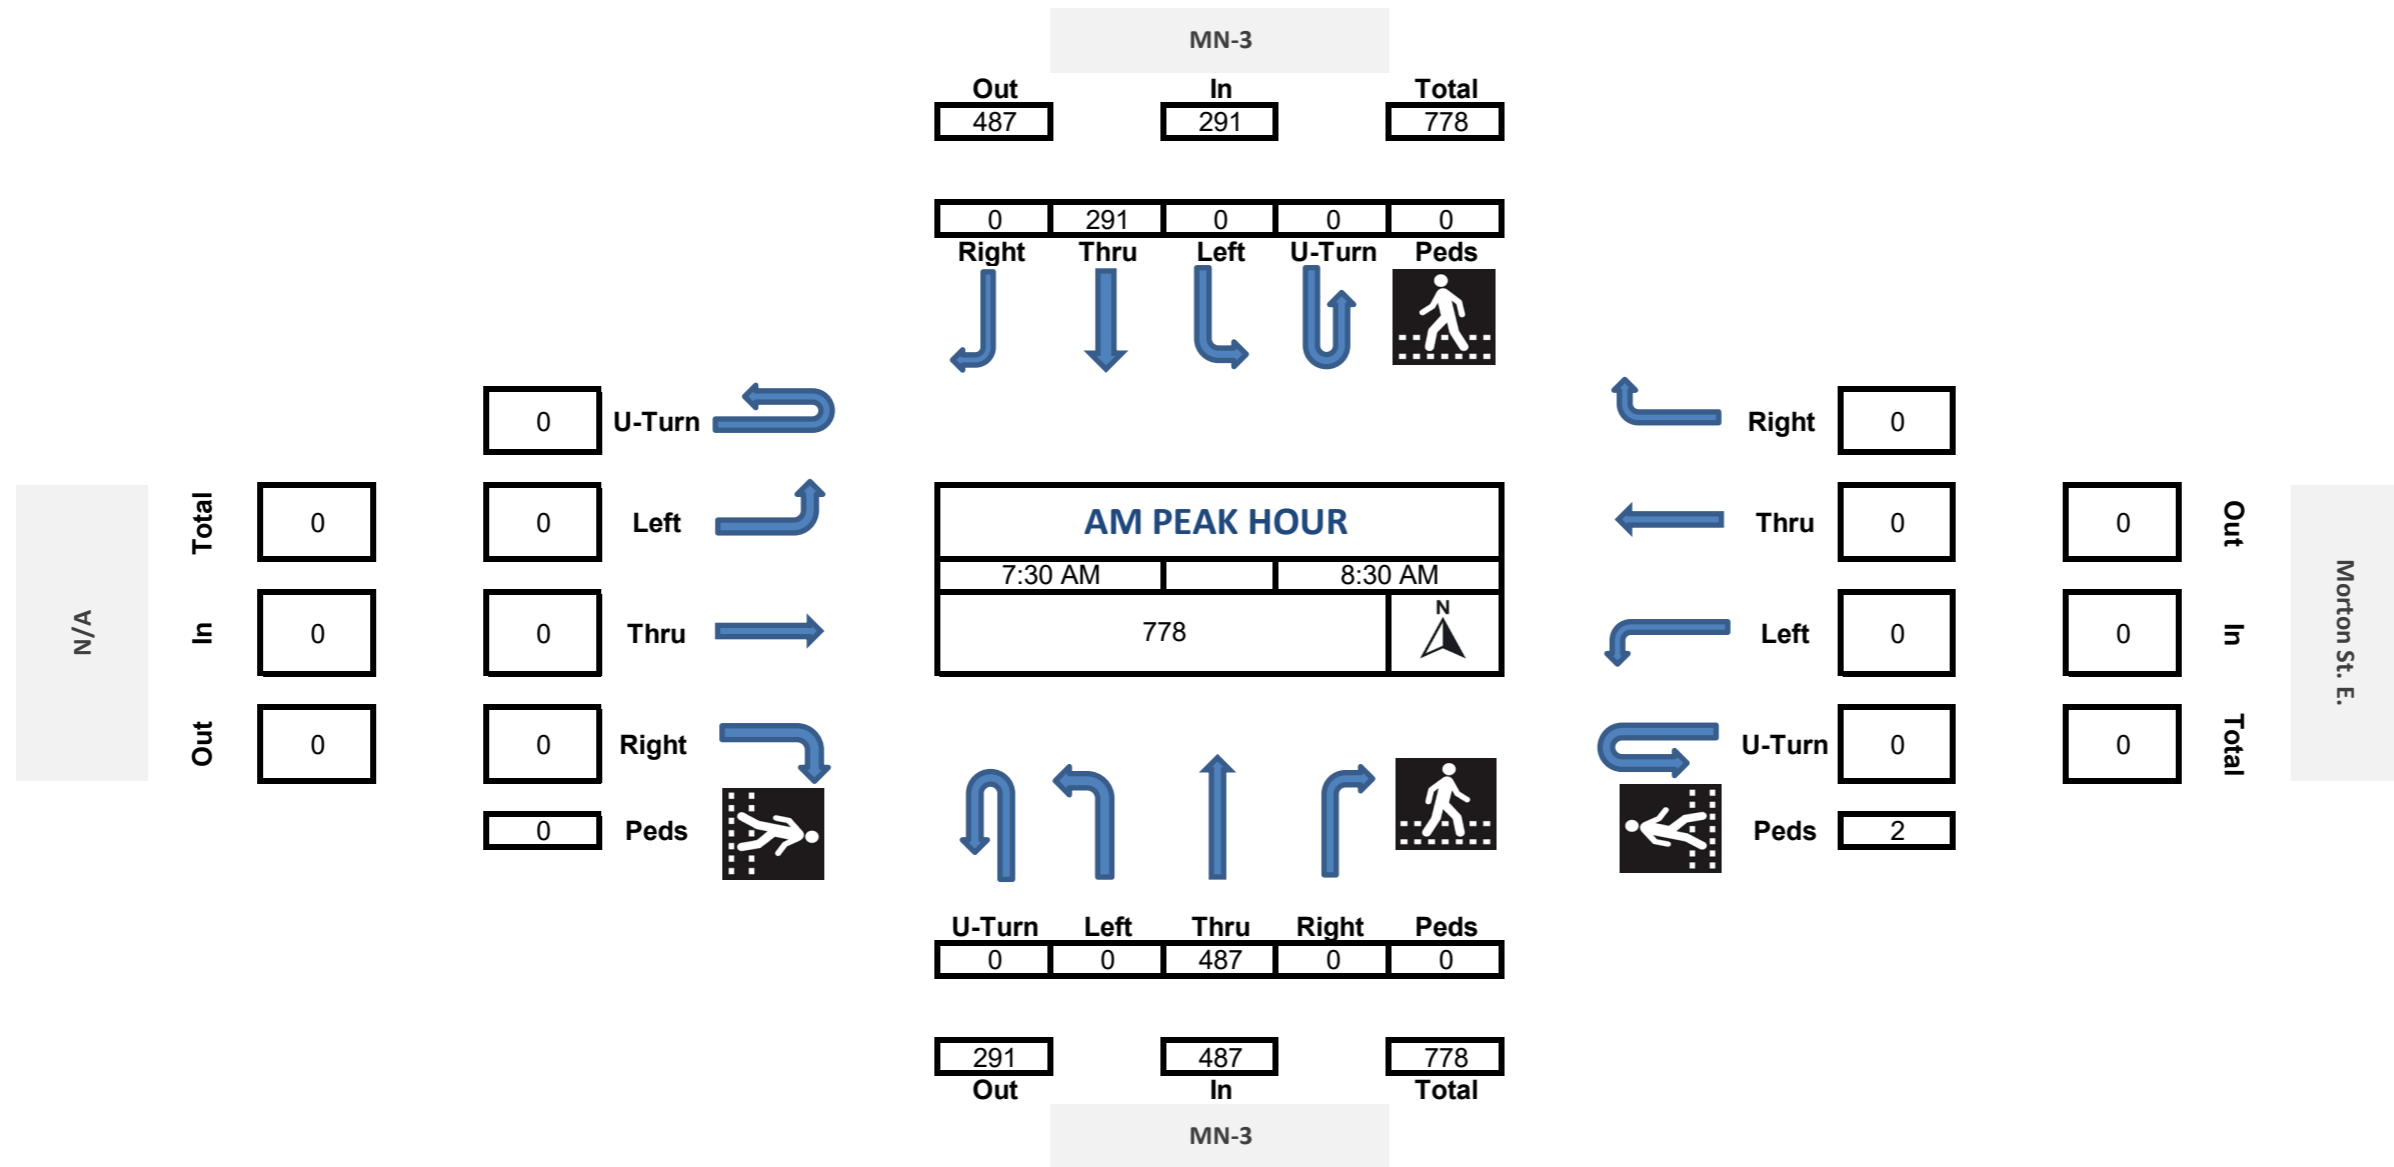 MN-3
Out In Total
487 291 778
0 291 0 0 0
Right Thru Left U-Turn Peds
0 U-Turn
Right 0
Total 0 0 Left
Thru 0 0 Out
AM PEAK HOUR
7:30 AM 8:30 AM
778
N
N/A
In 0 0 Thru
Left 0 0 In
Morton St. E.
Out 0 0 Right
U-Turn 0 0 Total
0 Peds
Peds 2
U-Turn Left Thru Right Peds
0 0 487 0 0
291 487 778
Out In Total
MN-3